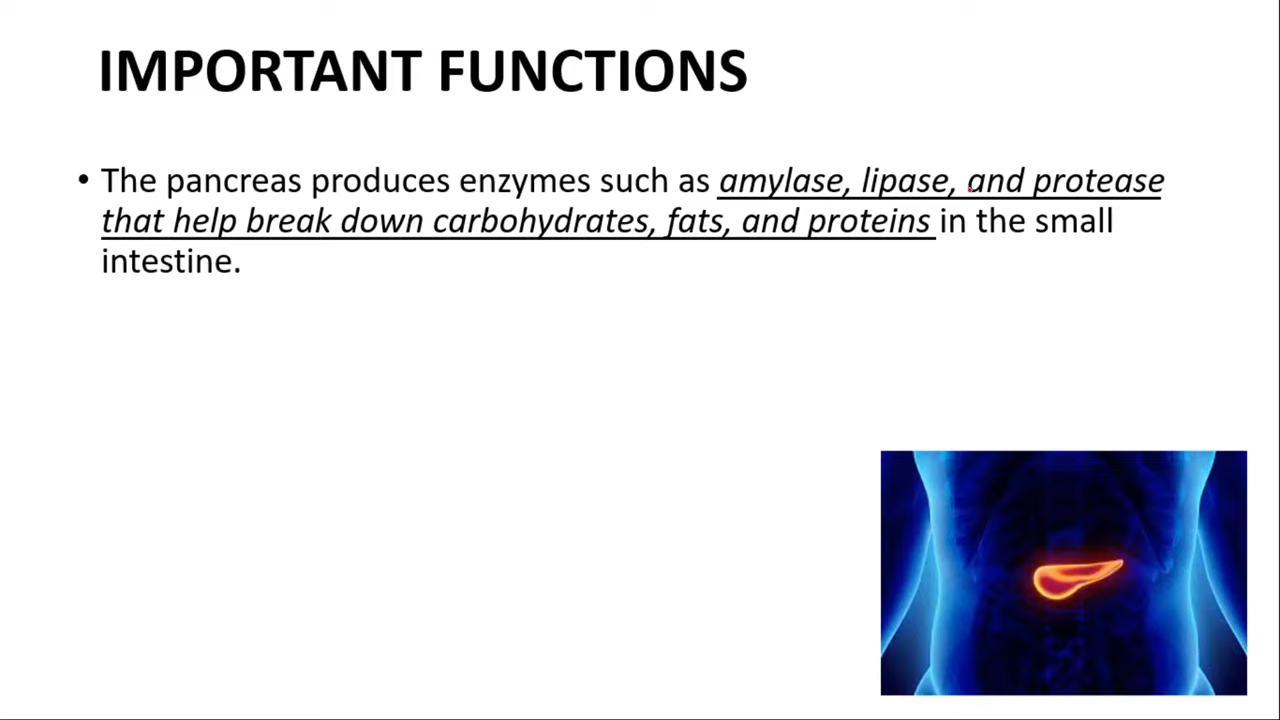 IMPORTANT FUNCTIONS
• The pancreas produces enzymes such as amylase, lipase, and protease
that help break down carbohydrates, fats, and proteins in the small
intestine.